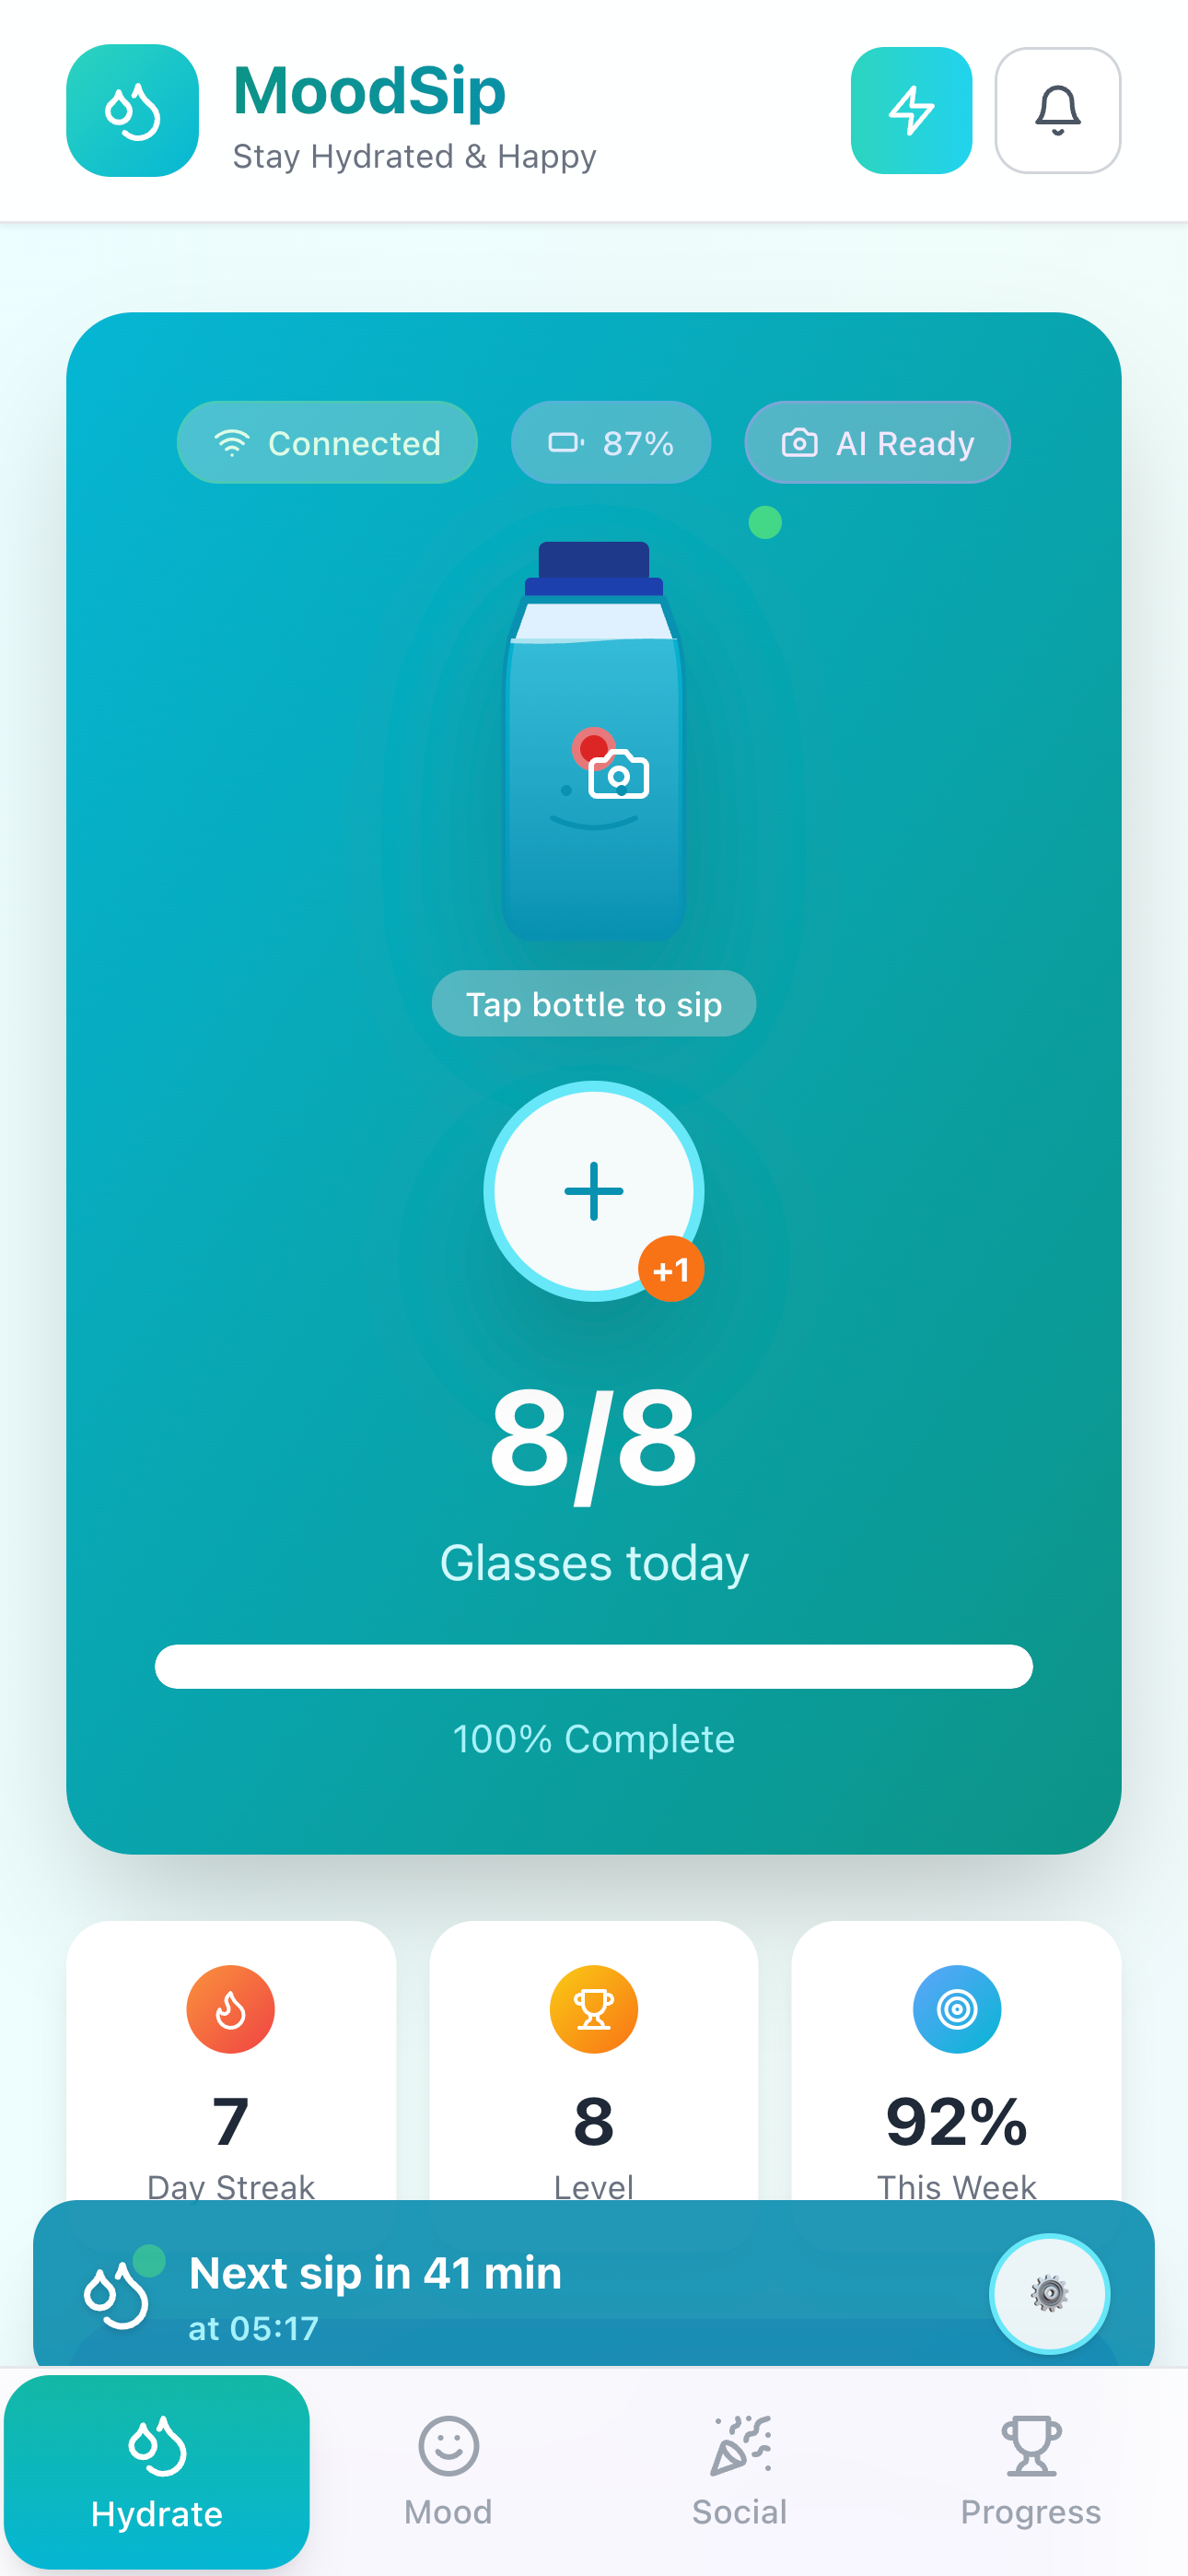 MoodSip
Stay Hydrated & Happy
Connected
87%
AI Ready
Tap bottle to sip
+1
8/8
Glasses today
100% Complete
7
8
92%
Day Streak
Level
This Week
Next sip in 41 min
at 05:17
Hydrate
Mood
Social
Progress